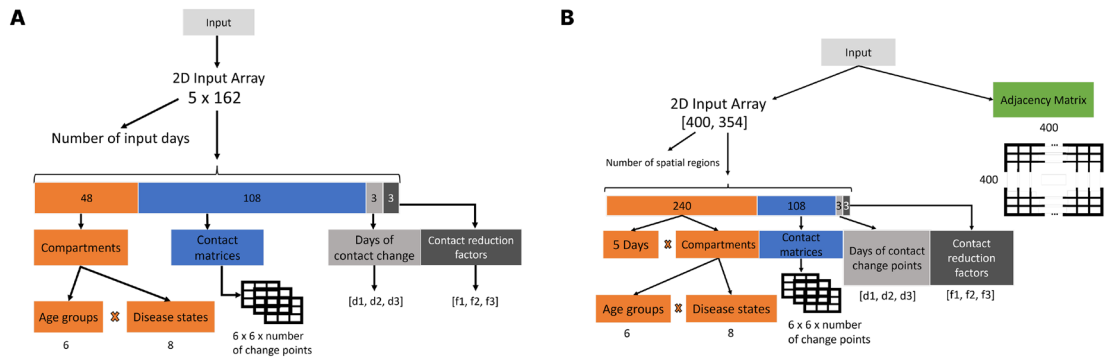 A
Input
2D Input Array
5 x 162
Number of input days
48
108
3
3
Compartments
Contact
matrices
Days of
contact change
Contact reduction
factors
Age groups
x
Disease states
6
8
6 x 6 x number
of change points
[d1, d2, d3]
[f1, f2, f3]
B
Input
2D Input Array
[400, 354]
Adjacency Matrix
400
400
...
...
Number of spatial regions
240
108
3
3
5 Days
x
Compartments
Contact
matrices
Days of contact
change points
Contact
reduction
factors
Age groups
x
Disease states
6
8
6 x 6 x number
of change points
[d1, d2, d3]
[f1, f2, f3]